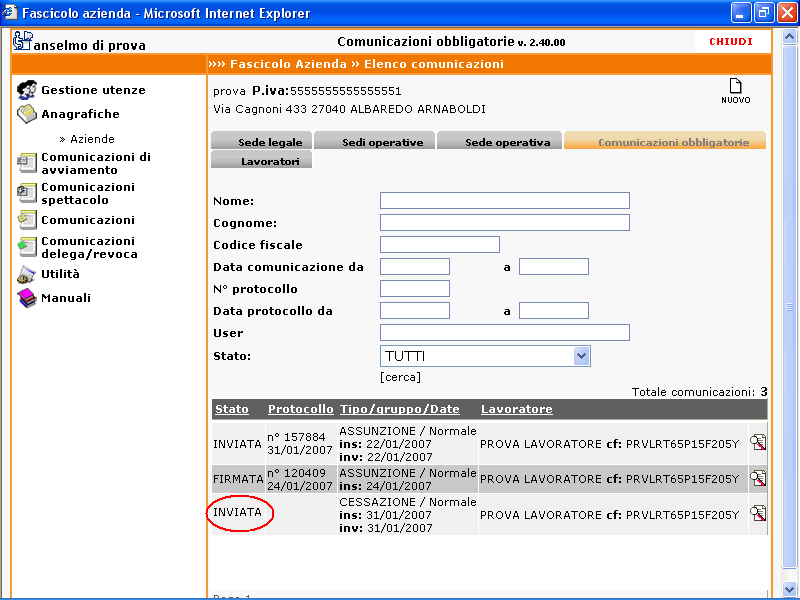 Fascicolo azienda - Microsoft Internet Explorer
anselmo di prova
Comunicazioni obbligatorie v. 2.40.00
CHIUDI
»»» Fascicolo Azienda » Elenco comunicazioni
Gestione utenze
Anagrafiche
» Aziende
Comunicazioni di
avviamento
Comunicazioni
spettacolo
Comunicazioni
Comunicazioni
delega/revoca
Utilità
Manuali
prova P.iva:5555555555555551
Via Cagnoni 433 27040 ALBAREDO ARNABOLDI
NUOVO
Sede legale Sedi operative Sede operativa Comunicazioni obbligatorie
Lavoratori
Nome:
Cognome:
Codice fiscale
Data comunicazione da a
N° protocollo
Data protocollo da a
User
Stato: TUTTI
[cerca]
Totale comunicazioni: 3
Stato Protocollo Tipo/gruppo/Date Lavoratore
INVIATA n° 157884 31/01/2007 ASSUNZIONE / Normale ins: 22/01/2007 inv: 22/01/2007 PROVA LAVORATORE cf: PRVLRT65P15F205Y
FIRMATA n° 120409 24/01/2007 ASSUNZIONE / Normale ins: 24/01/2007 PROVA LAVORATORE cf: PRVLRT65P15F205Y
INVIATA CESSAZIONE / Normale ins: 31/01/2007 inv: 31/01/2007 PROVA LAVORATORE cf: PRVLRT65P15F205Y